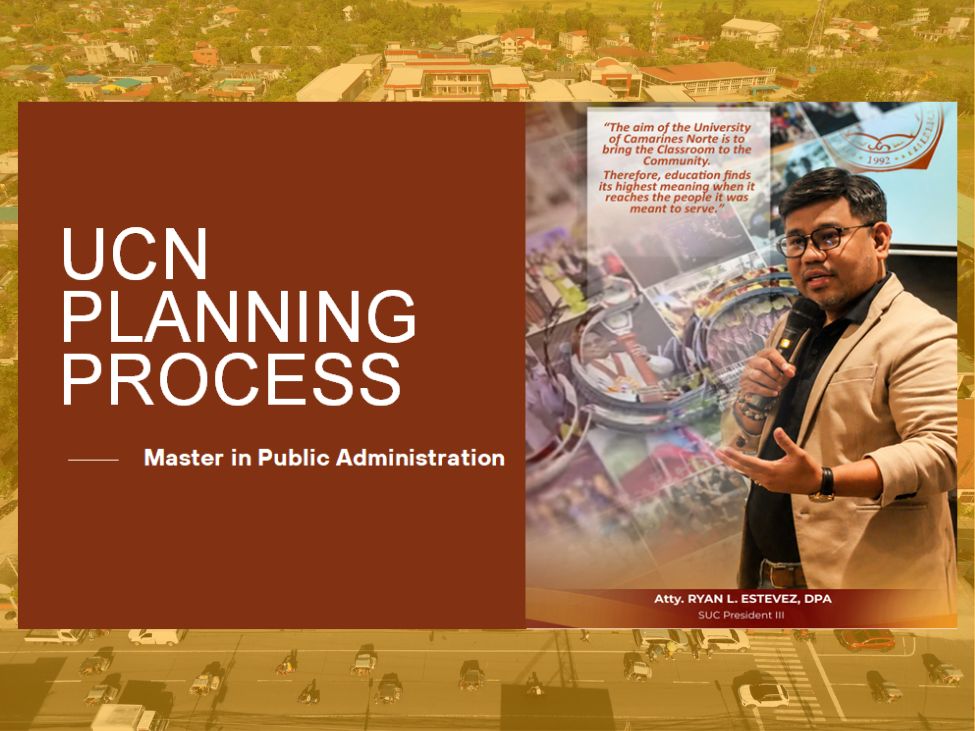 UCN
PLANNING
PROCESS
Master in Public Administration
“The aim of the University
of Camarines Norte is to
bring the Classroom to the
Community.
Therefore, education finds
its highest meaning when it
reaches the people it was
meant to serve.”
1992
Atty. RYAN L. ESTEVEZ, DPA
SUC President III